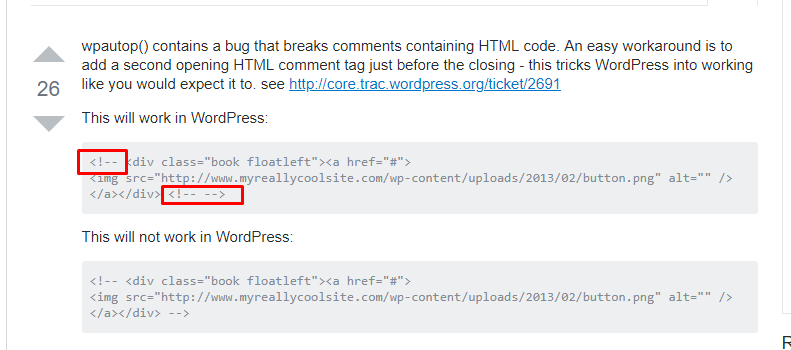 wpautop() contains a bug that breaks comments containing HTML code. An easy workaround is to
add a second opening HTML comment tag just before the closing - this tricks WordPress into working
26
like you would expect it to. see http://core.trac.wordpress.org/ticket/2691
This will work in WordPress:
<!-- <div class="book floatleft"><a href="#">
<img src="http://www.myreallycoolsite.com/wp-content/uploads/2013/02/button.png" alt="" />
</a></div> <!-- -->
This will not work in WordPress:
<!-- <div class="book floatleft"><a href="#">
<img src="http://www.myreallycoolsite.com/wp-content/uploads/2013/02/button.png" alt="" />
</a></div> -->
R